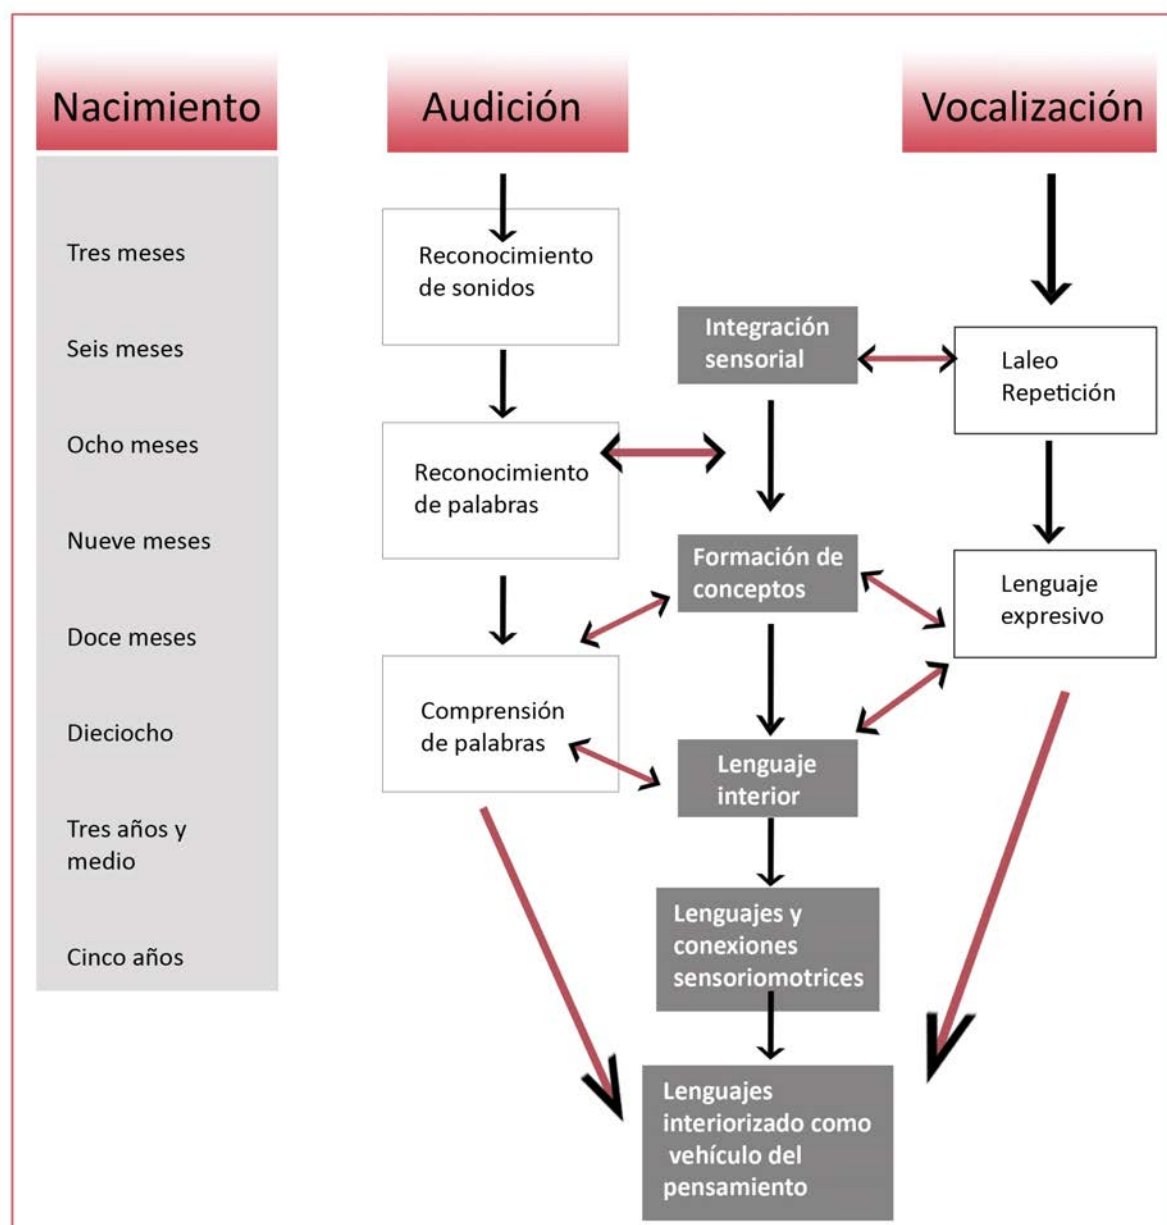 Nacimiento
Audición
Vocalización
Tres meses
Seis meses
Ocho meses
Nueve meses
Doce meses
Dieciocho
Tres años y
medio
Cinco años
Reconocimiento
de sonidos
Reconocimiento
de palabras
Comprensión
de palabras
Integración
sensorial
Formación de
conceptos
Lenguaje
interior
Lenguajes y
conexiones
sensoriomotrices
Lenguajes
interiorizado como
vehículo del
pensamiento
Laleo
Repetición
Lenguaje
expresivo